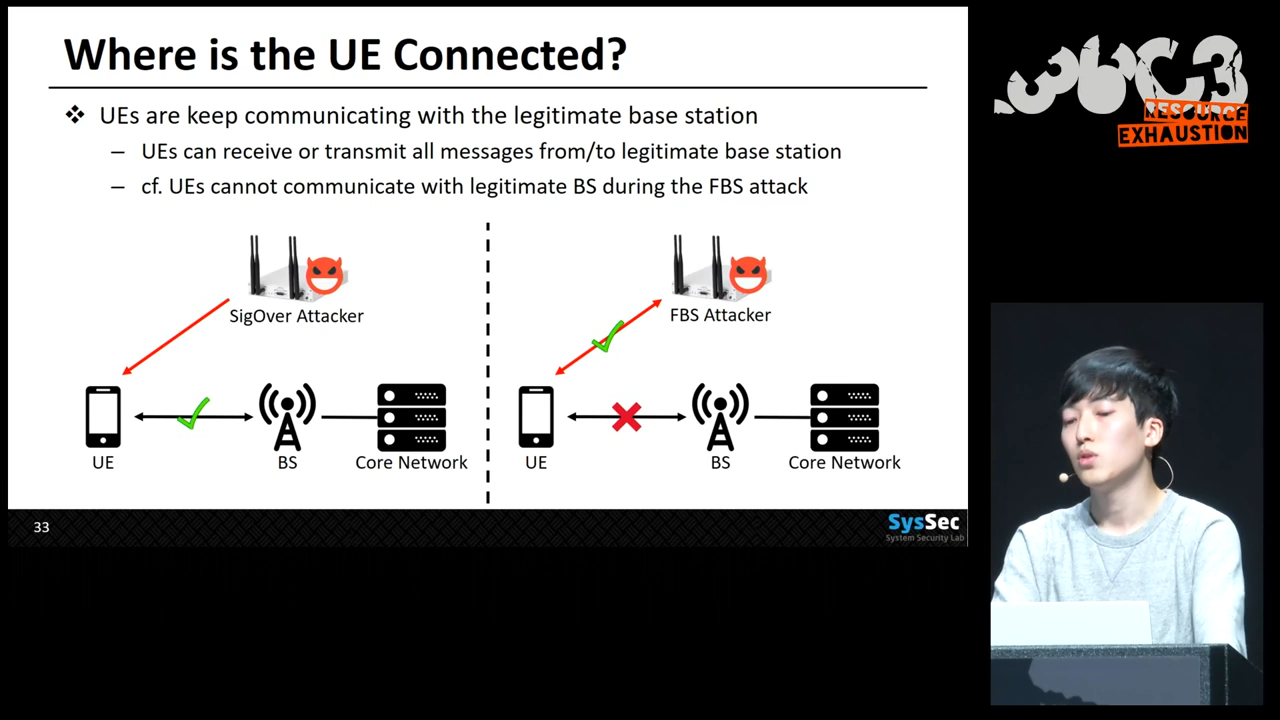 Where is the UE Connected?
❖ UEs are keep communicating with the legitimate base station
– UEs can receive or transmit all messages from/to legitimate base station
– cf. UEs cannot communicate with legitimate BS during the FBS attack
SigOver Attacker
UE
BS
Core Network
FBS Attacker
UE
BS
Core Network
33
SysSec
System Security Lab
36C3
RESOURCE
EXHAUSTION